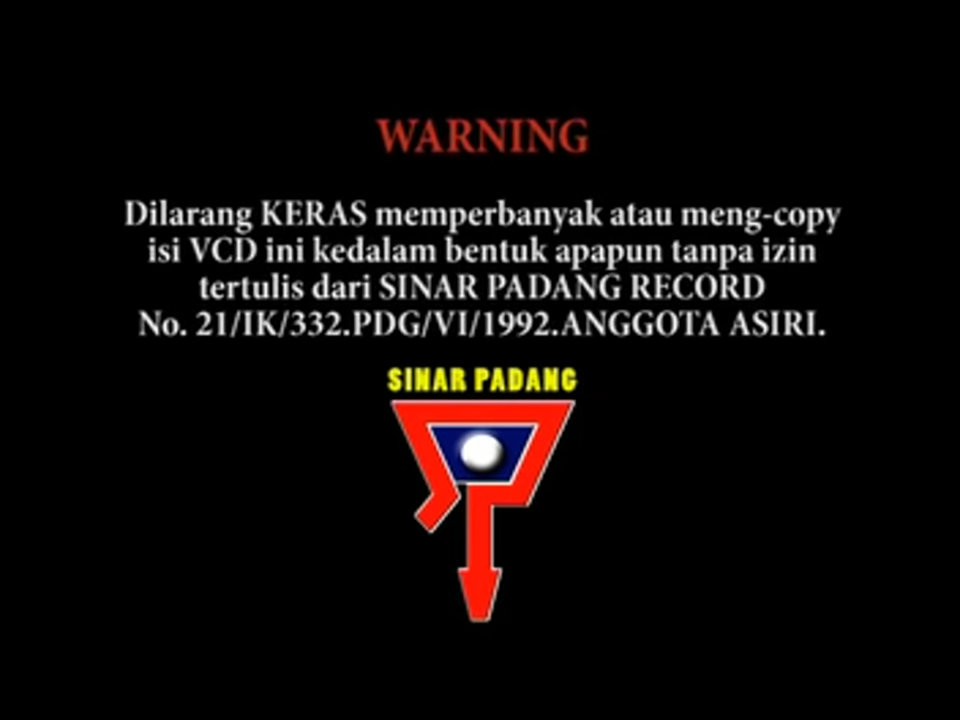 WARNING
Dilarang KERAS memperbanyak atau meng-copy
isi VCD ini kedalam bentuk apapun tanpa izin
tertulis dari SINAR PADANG RECORD
No. 21/IK/332.PDG/VI/1992.ANGGOTA ASIRI.
SINAR PADANG